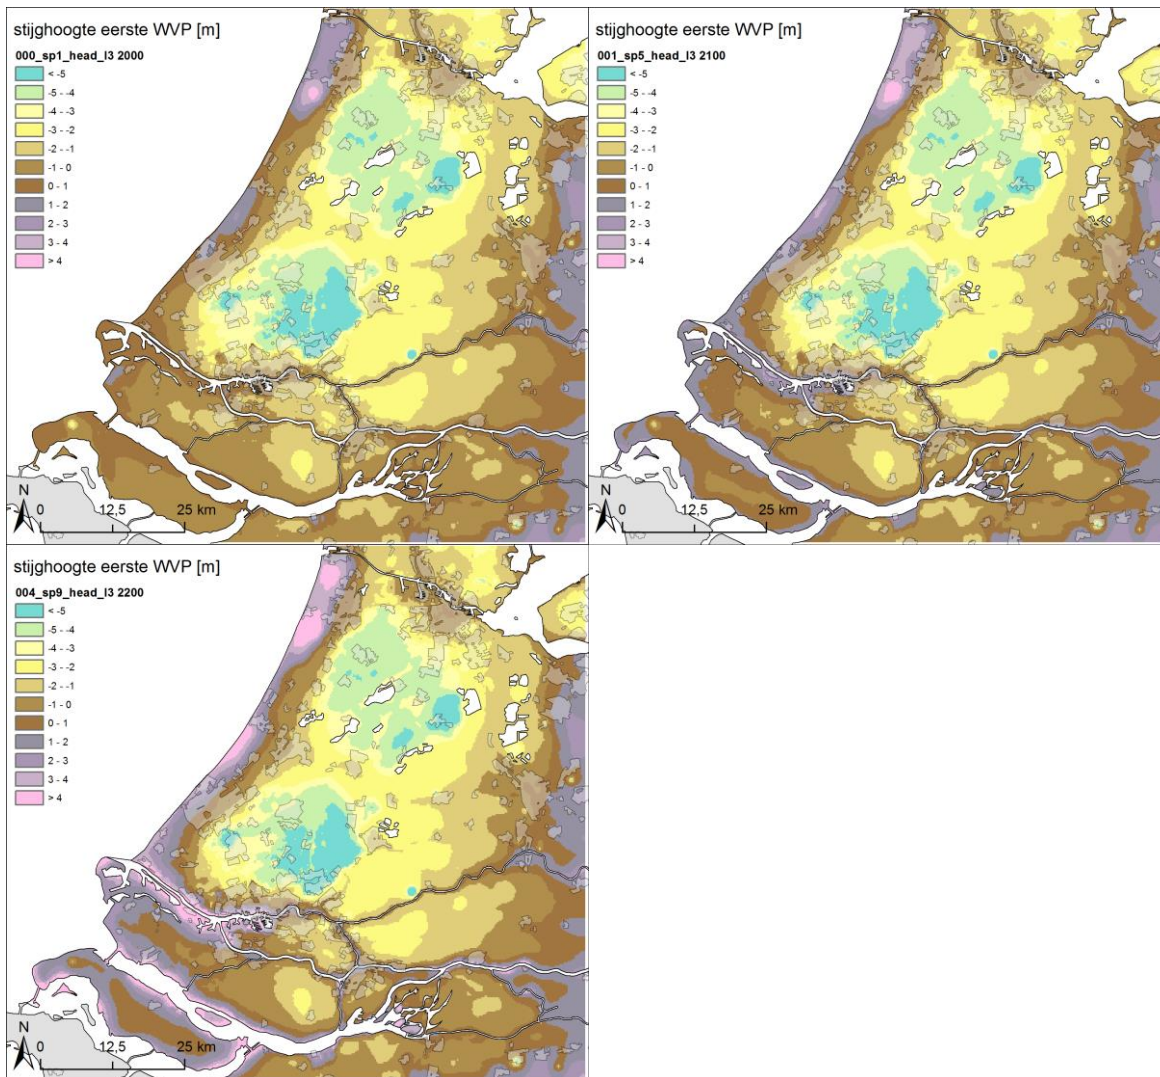 stijghoogte eerste WVP [m]
000_sp1_head_l3 2000
< -5
-5 - -4
-4 - -3
-3 - -2
-2 - -1
-1 - 0
0 - 1
1 - 2
2 - 3
3 - 4
> 4
N
0 12,5 25 km
stijghoogte eerste WVP [m]
001_sp5_head_l3 2100
< -5
-5 - -4
-4 - -3
-3 - -2
-2 - -1
-1 - 0
0 - 1
1 - 2
2 - 3
3 - 4
> 4
N
0 12,5 25 km
stijghoogte eerste WVP [m]
004_sp9_head_l3 2200
< -5
-5 - -4
-4 - -3
-3 - -2
-2 - -1
-1 - 0
0 - 1
1 - 2
2 - 3
3 - 4
> 4
N
0 12,5 25 km